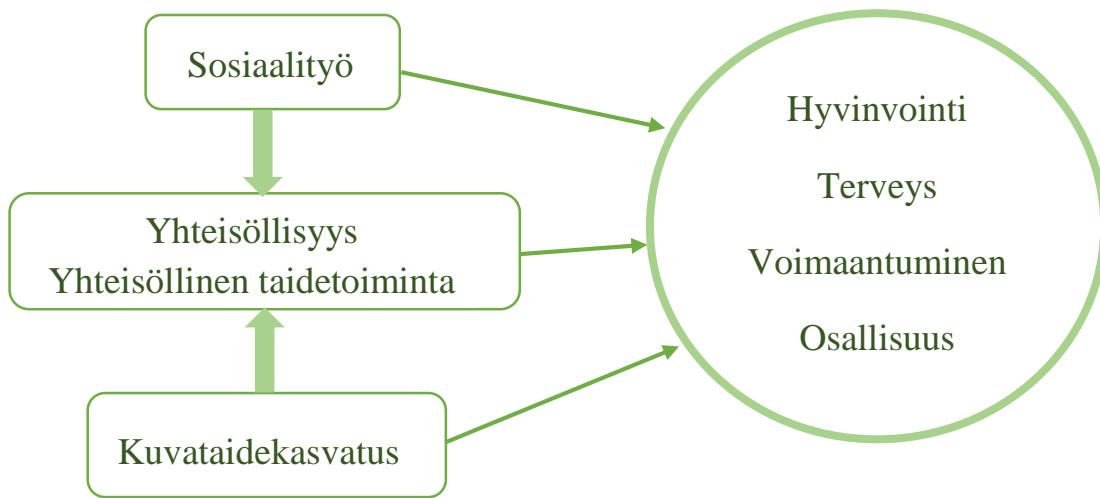 Sosiaalityö
Yhteisöllisyys
Yhteisöllinen taidetoiminta
Kuvataidekasvatus
Hyvinvointi
Terveys
Voimaantuminen
Osallisuus